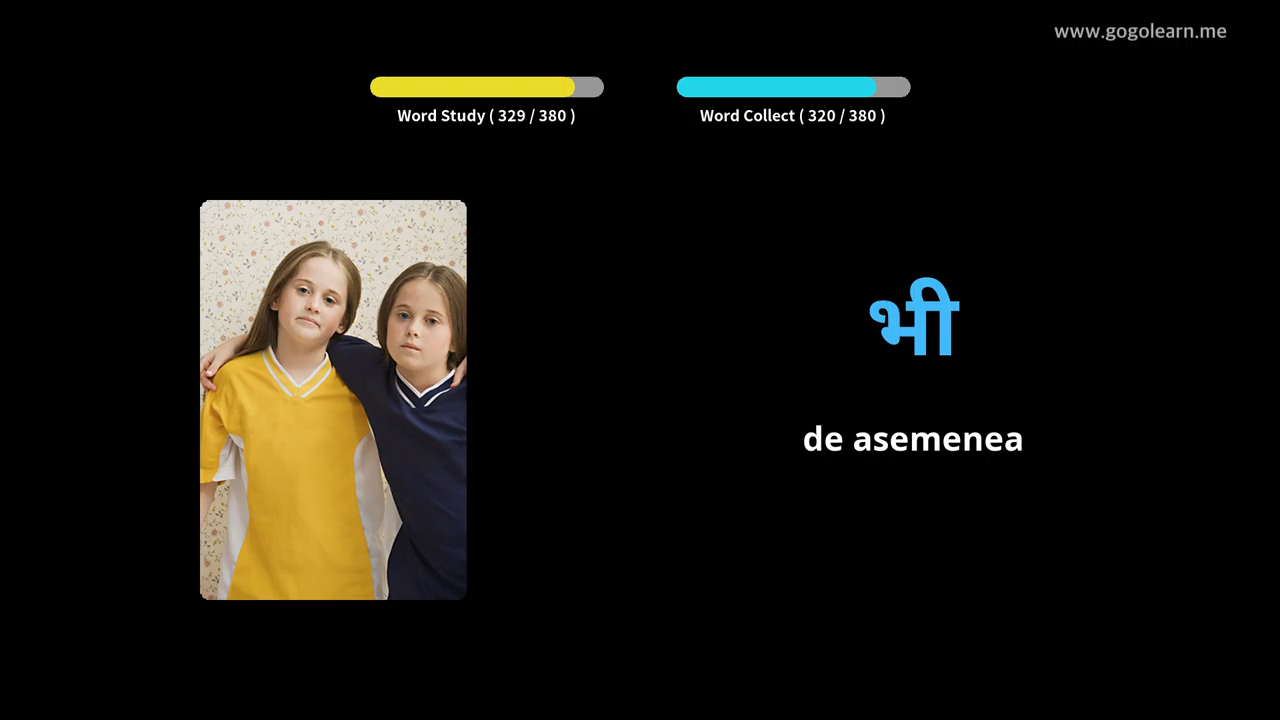 www.gogolearn.me
Word Study ( 329 / 380 )
Word Collect ( 320 / 380 )
भी
de asemenea